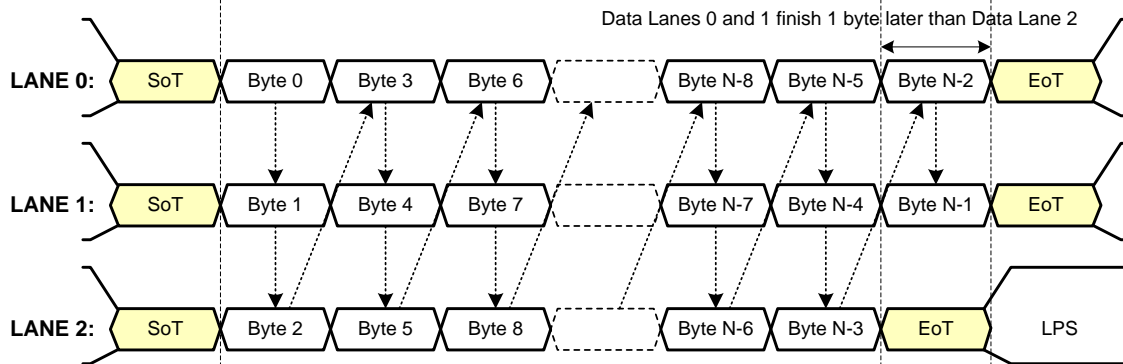 Data Lanes 0 and 1 finish 1 byte later than Data Lane 2
LANE 0: SoT Byte 0 Byte 3 Byte 6 Byte N-8 Byte N-5 Byte N-2 EoT
LANE 1: SoT Byte 1 Byte 4 Byte 7 Byte N-7 Byte N-4 Byte N-1 EoT
LANE 2: SoT Byte 2 Byte 5 Byte 8 Byte N-6 Byte N-3 EoT LPS